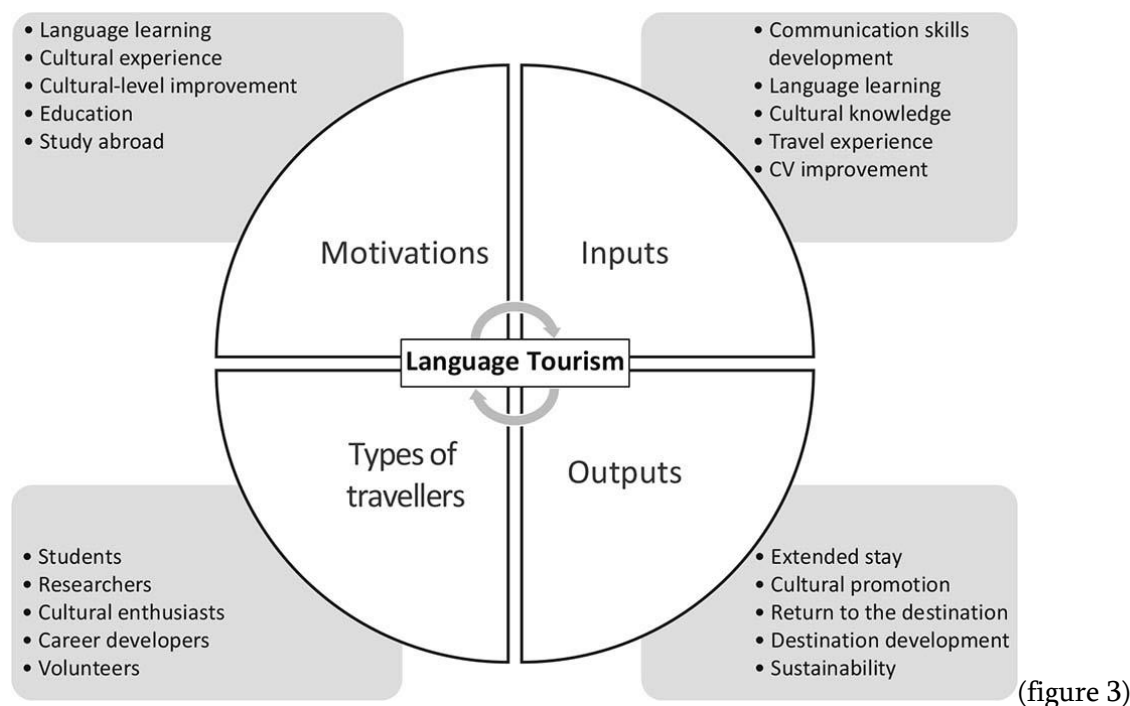 • Language learning
• Cultural experience
• Cultural-level improvement
• Education
• Study abroad
• Communication skills
development
• Language learning
• Cultural knowledge
• Travel experience
• CV improvement
Motivations
Inputs
Language Tourism
Types of
travellers
Outputs
• Students
• Researchers
• Cultural enthusiasts
• Career developers
• Volunteers
• Extended stay
• Cultural promotion
• Return to the destination
• Destination development
• Sustainability
(figure 3)